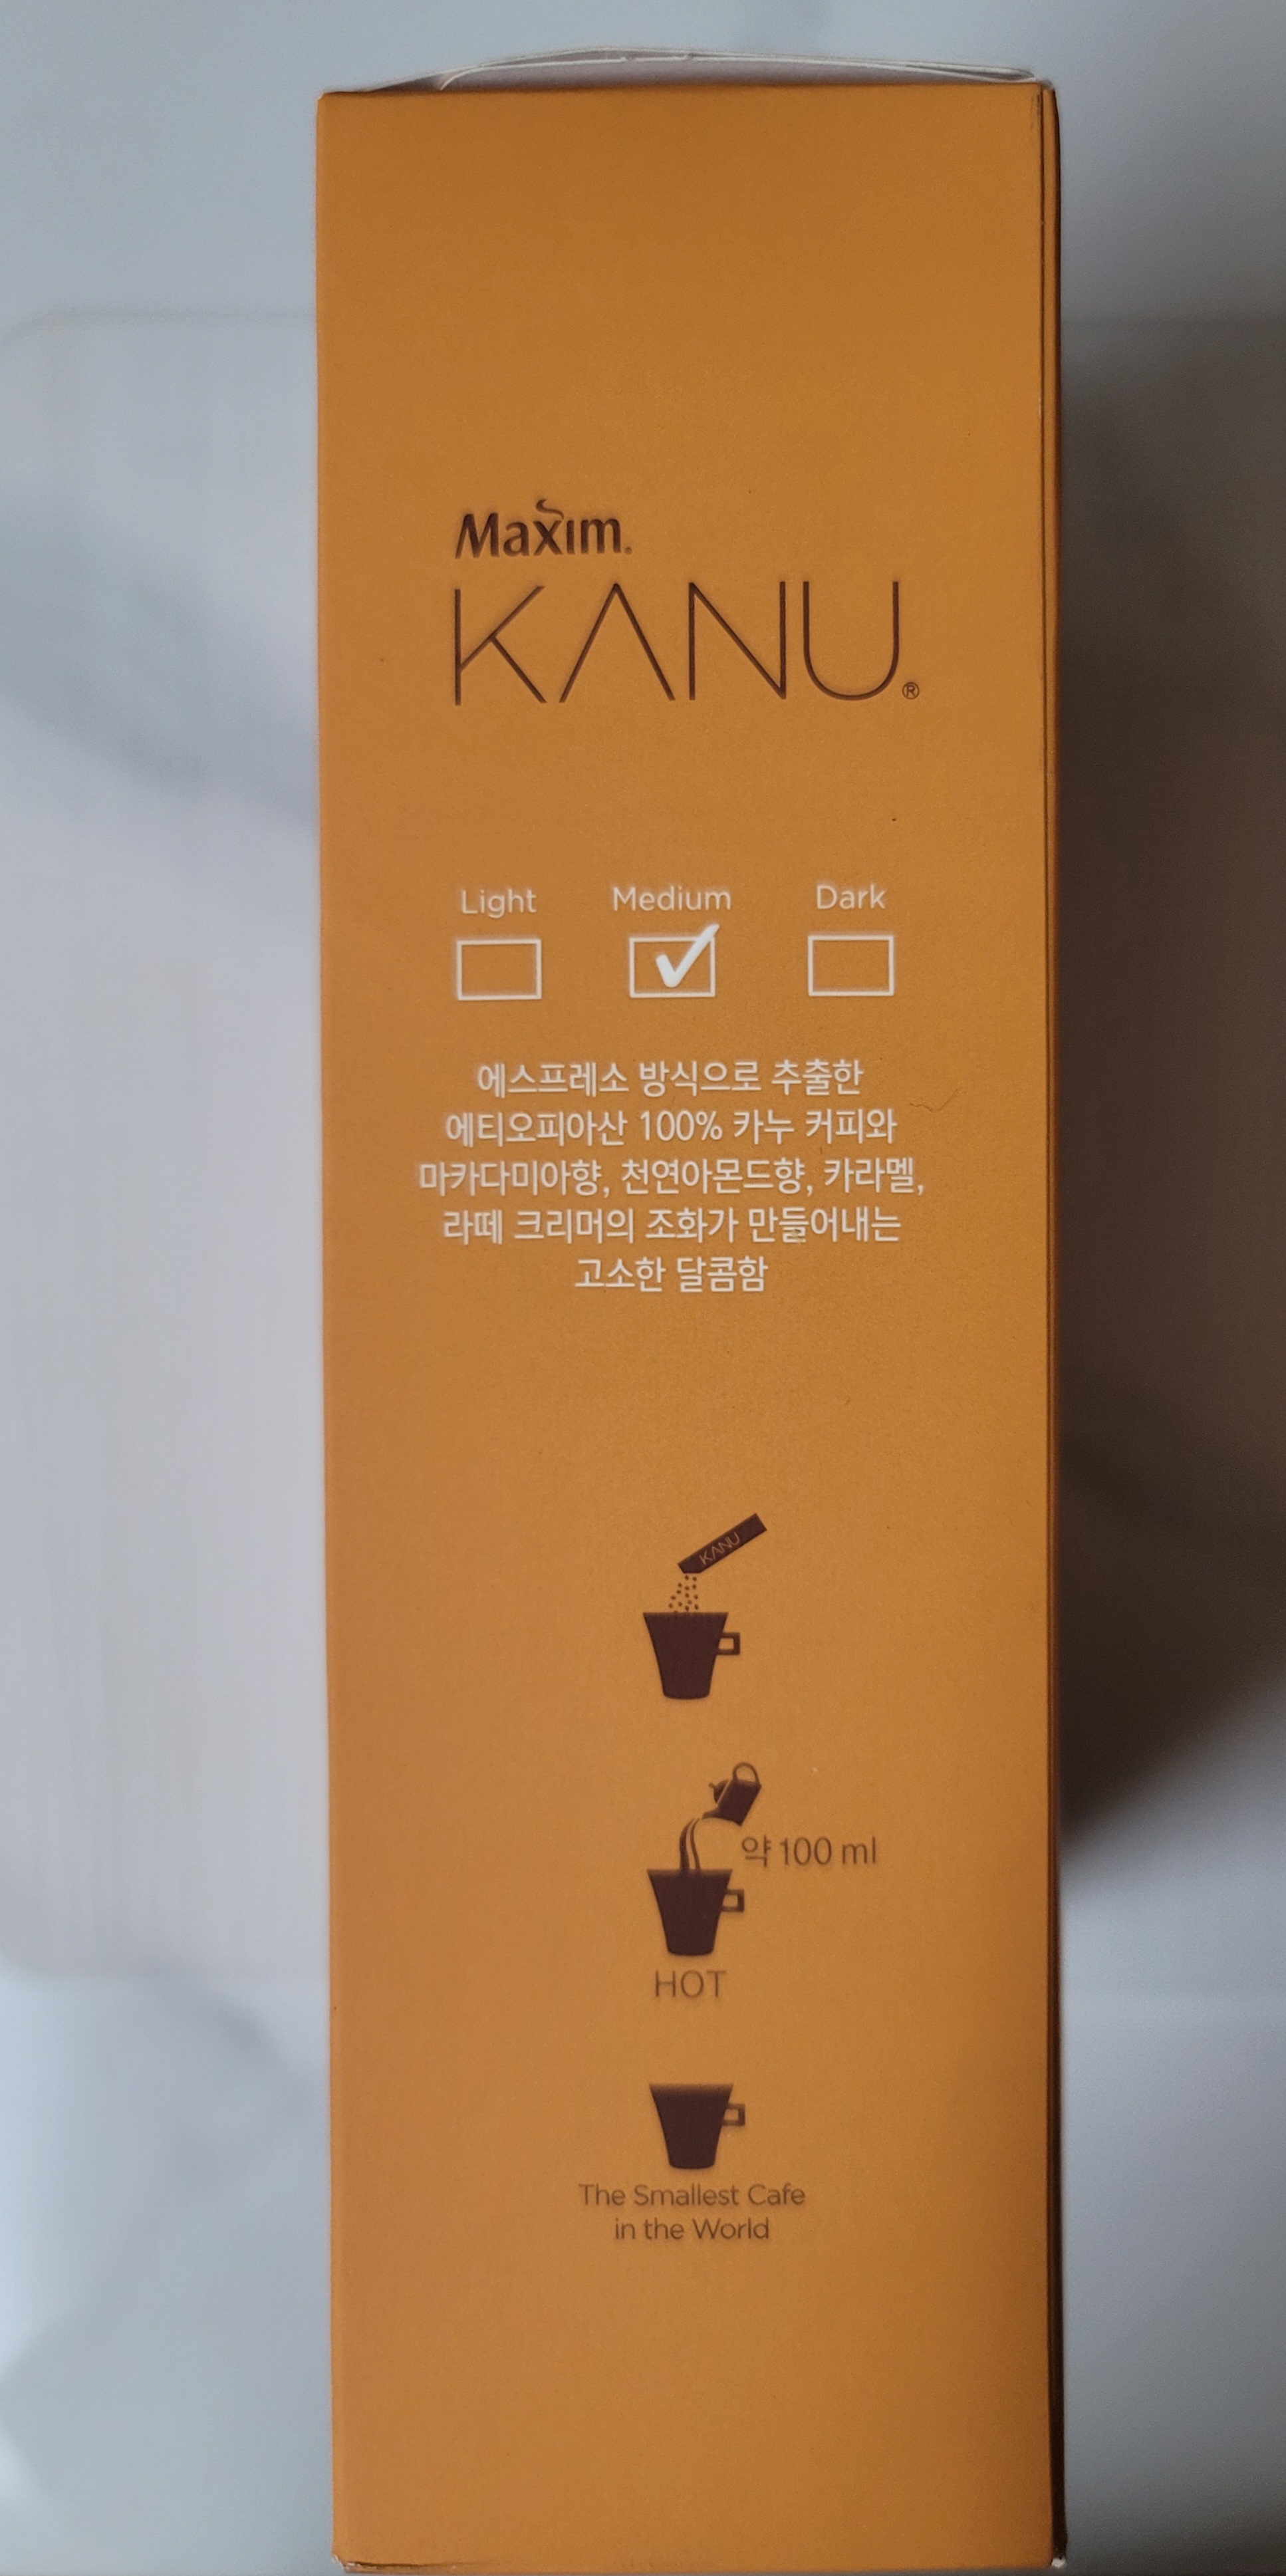 Maxim.
KANU®
Light Medium Dark
에스프레소 방식으로 추출한
에티오피아산 100% 카누 커피와
마카다미아향, 천연아몬드향, 카라멜,
라떼 크리머의 조화가 만들어내는
고소한 달콤함
KANU
약 100 ml
HOT
The Smallest Cafe
in the World